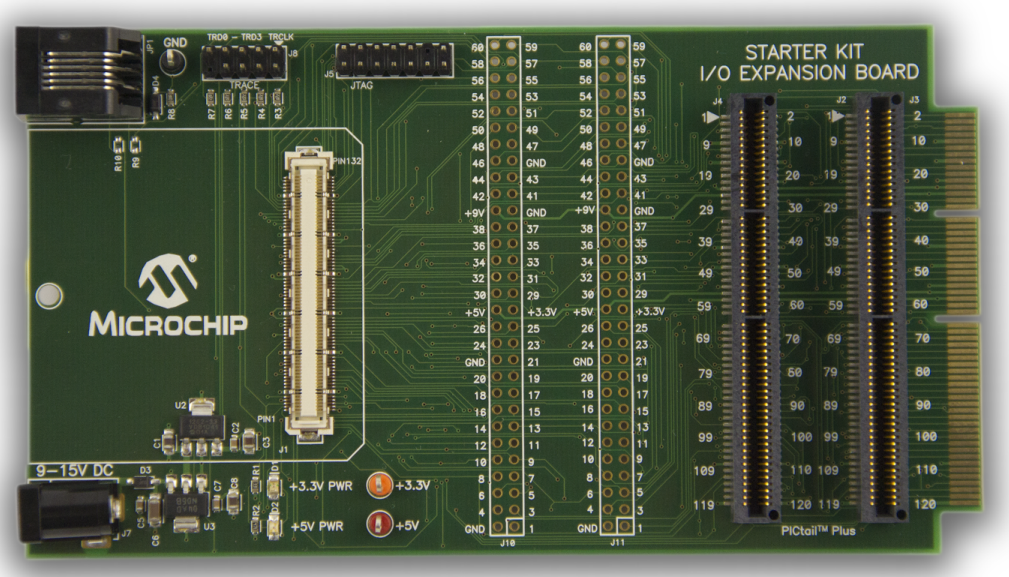 JP1
GND
TRD0 - TRD3 TRCLK
J8
TRACE
R8
R7
R6
R5
R4
R3
J5
JTAG
R10
R9
PIN132
MICROCHIP
®
U2
C1
C2
C3
PIN1
J1
9-15V DC
D3
C5
C6
U3
C7
C8
J7
R1
D1
+3.3V PWR
+3.3V
R2
D2
+5V PWR
+5V
60 59
58 57
56 55
54 53
52 51
50 49
48 47
46 GND
44 43
42 41
+9V GND
38 37
36 35
34 33
32 31
30 29
+5V +3.3V
26 25
24 23
GND 21
20 19
18 17
16 15
14 13
12 11
10 9
8 7
6 5
4 3
GND 1
J10
60 59
58 57
56 55
54 53
52 51
50 49
48 47
46 GND
44 43
42 41
+9V GND
38 37
36 35
34 33
32 31
30 29
+5V +3.3V
26 25
24 23
GND 21
20 19
18 17
16 15
14 13
12 11
10 9
8 7
6 5
4 3
GND 1
J11
STARTER KIT
I/O EXPANSION BOARD
J4 J2 J3
1 2 1 2
9 10 9 10
19 20 19 20
29 30 29 30
39 40 39 40
49 50 49 50
59 60 59 60
69 70 69 70
79 80 79 80
89 90 89 90
99 100 99 100
109 110 109 110
119 120 119 120
PICtail™ Plus